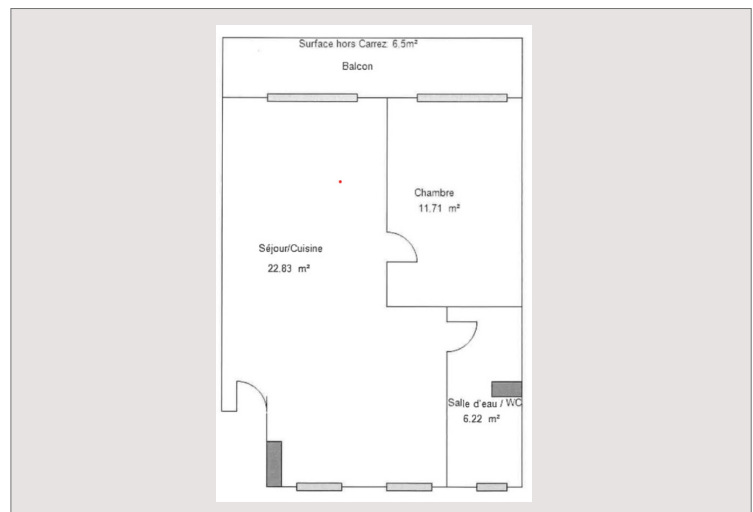 Surface hors Carrez: 6.5m²
Balcon
Chambre
11.71 m²
Séjour/Cuisine
22.83 m²
Salle d'eau / WC
6.22 m²